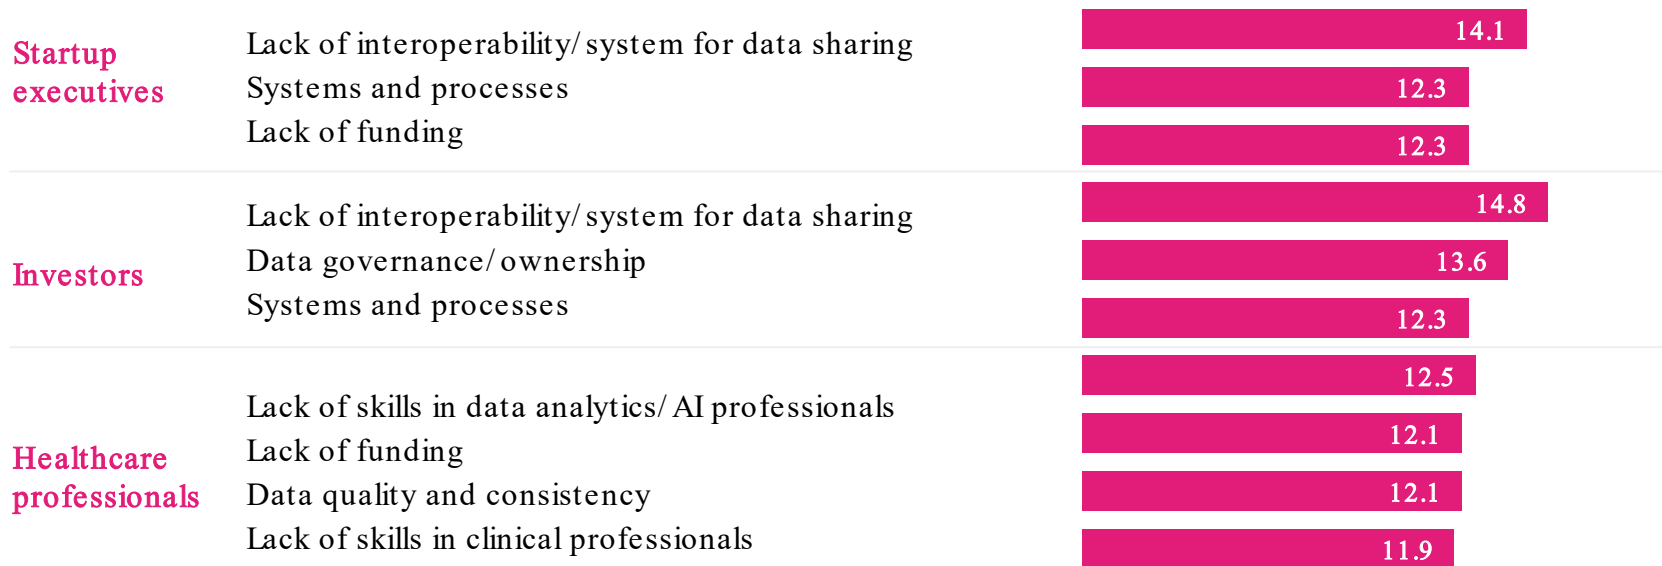 Startup
executives
Lack of interoperability/ system for data sharing
14.1
Systems and processes
12.3
Lack of funding
12.3
Investors
Lack of interoperability/ system for data sharing
14.8
Data governance/ ownership
13.6
Systems and processes
12.3
Healthcare
professionals
Lack of skills in data analytics/ AI professionals
12.5
Lack of funding
12.1
Data quality and consistency
12.1
Lack of skills in clinical professionals
11.9